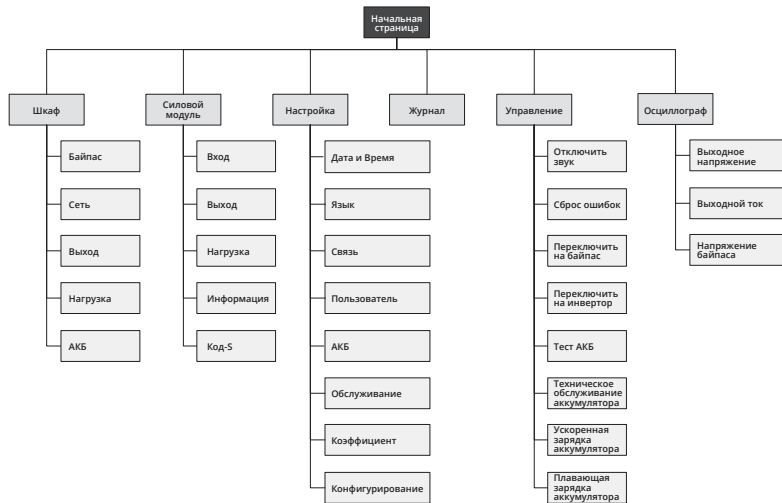 Начальная
страница
Шкаф
Силовой
модуль
Настройка
Журнал
Управление
Осциллограф
Байпас
Сеть
Выход
Нагрузка
АКБ
Вход
Выход
Нагрузка
Информация
Код-S
Дата и Время
Язык
Связь
Пользователь
АКБ
Обслуживание
Коэффициент
Конфигурирование
Отключить
звук
Сброс ошибок
Переключить
на байпас
Переключить
на инвертор
Тест АКБ
Техническое
обслуживание
аккумулятора
Ускоренная
зарядка
аккумулятора
Плавающая
зарядка
аккумулятора
Выходное
напряжение
Выходной ток
Напряжение
байпаса